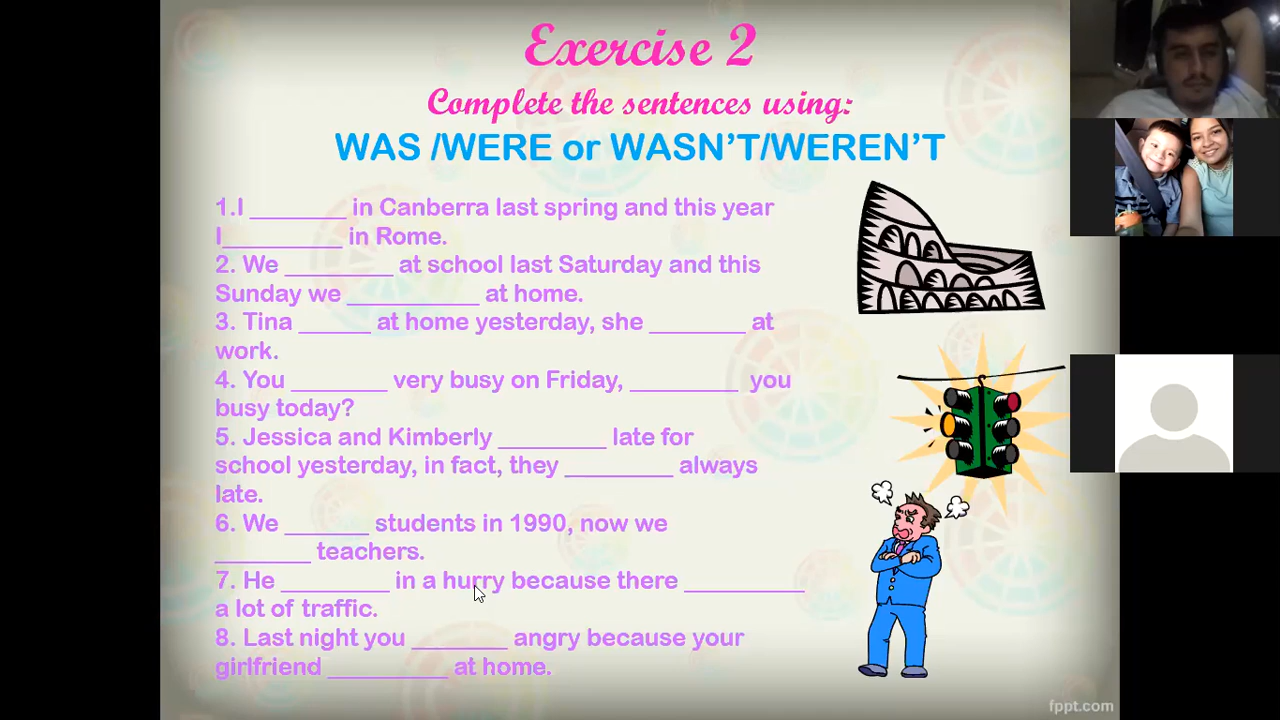 Exercise 2
Complete the sentences using:
WAS /WERE or WASN'T/WEREN'T
1.I ________ in Canberra last spring and this year
I__________ in Rome.
2. We _________ at school last Saturday and this
Sunday we ___________ at home.
3. Tina ______ at home yesterday, she ________ at
work.
4. You ________ very busy on Friday, _________ you
busy today?
5. Jessica and Kimberly _________ late for
school yesterday, in fact, they _________ always
late.
6. We _______ students in 1990, now we
________ teachers.
7. He _________ in a hurry because there __________
a lot of traffic.
8. Last night you ________ angry because your
girlfriend __________ at home.
fppt.com